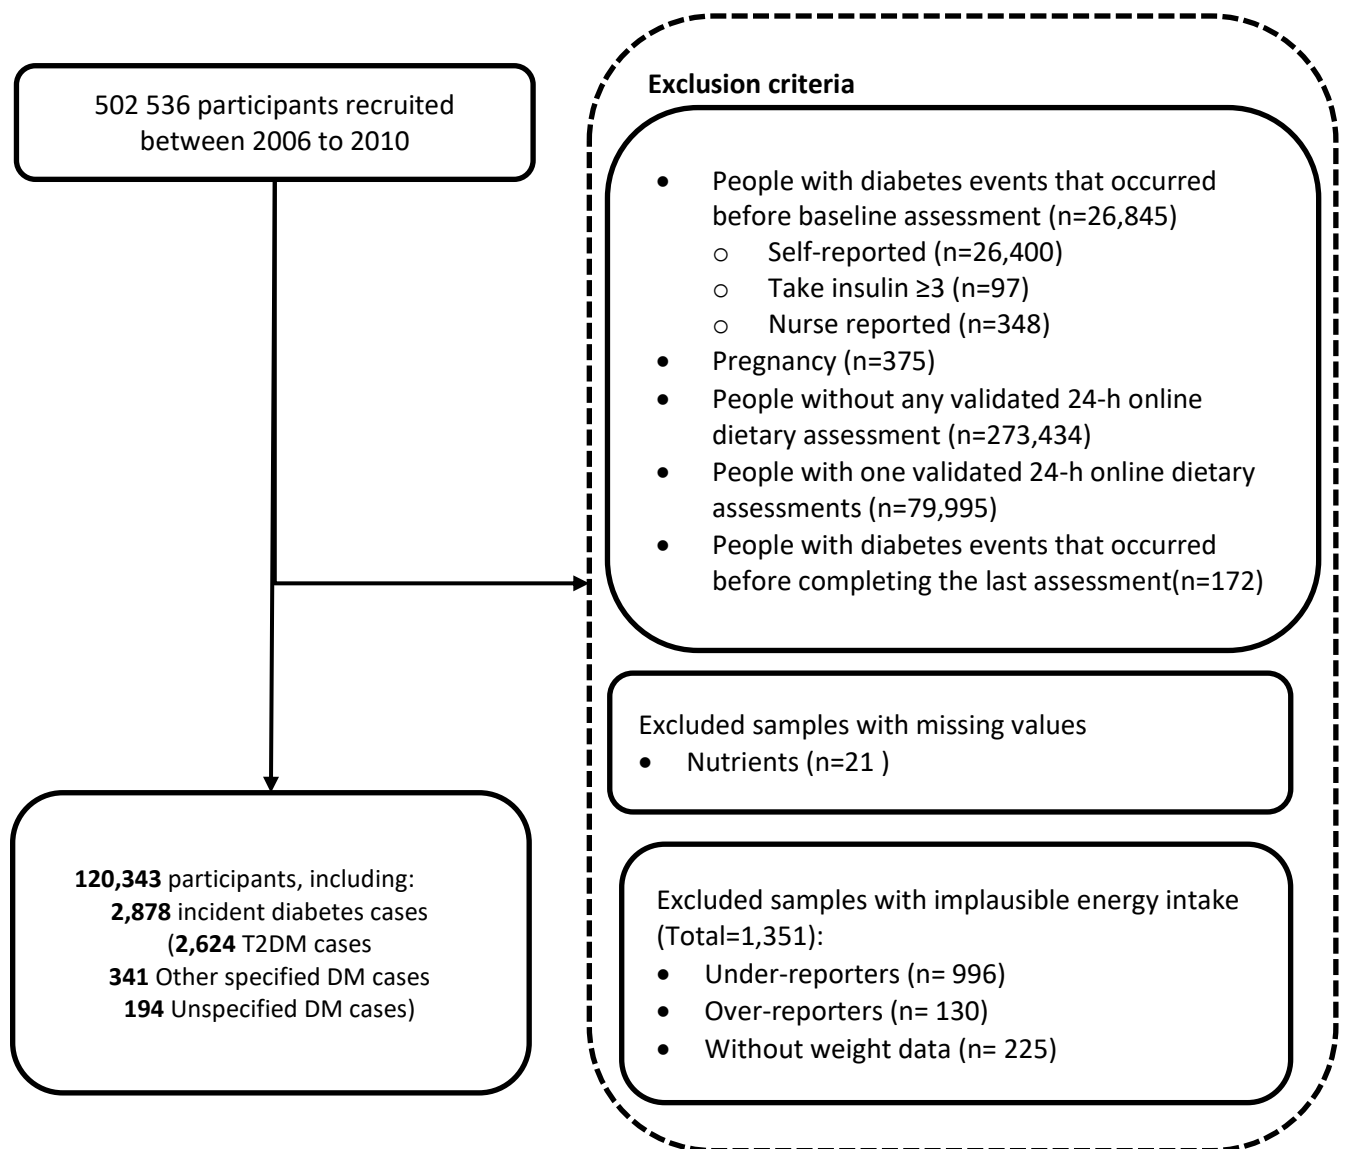 502 536 participants recruited
between 2006 to 2010
Exclusion criteria
• People with diabetes events that occurred
before baseline assessment (n=26,845)
o Self-reported (n=26,400)
o Take insulin ≥3 (n=97)
o Nurse reported (n=348)
• Pregnancy (n=375)
• People without any validated 24-h online
dietary assessment (n=273,434)
• People with one validated 24-h online dietary
assessments (n=79,995)
• People with diabetes events that occurred
before completing the last assessment(n=172)
Excluded samples with missing values
• Nutrients (n=21 )
Excluded samples with implausible energy intake
(Total=1,351):
• Under-reporters (n= 996)
• Over-reporters (n= 130)
• Without weight data (n= 225)
120,343 participants, including:
2,878 incident diabetes cases
(2,624 T2DM cases
341 Other specified DM cases
194 Unspecified DM cases)